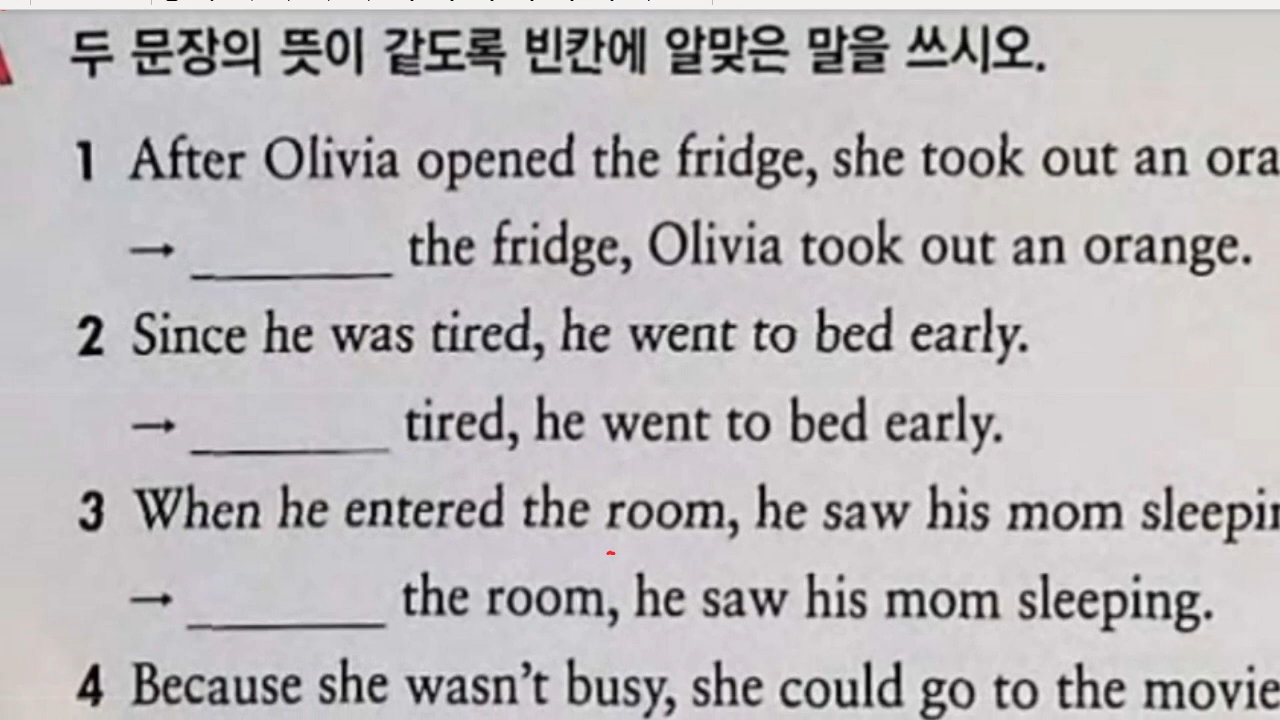 두 문장의 뜻이 같도록 빈칸에 알맞은 말을 쓰시오.
1 After Olivia opened the fridge, she took out an
→ ________ the fridge, Olivia took out an orange.
2 Since he was tired, he went to bed early.
→ ________ tired, he went to bed early.
3 When he entered the room, he saw his mom
→ ________ the room, he saw his mom sleeping.
4 Because she wasn't busy, she could go to the movie